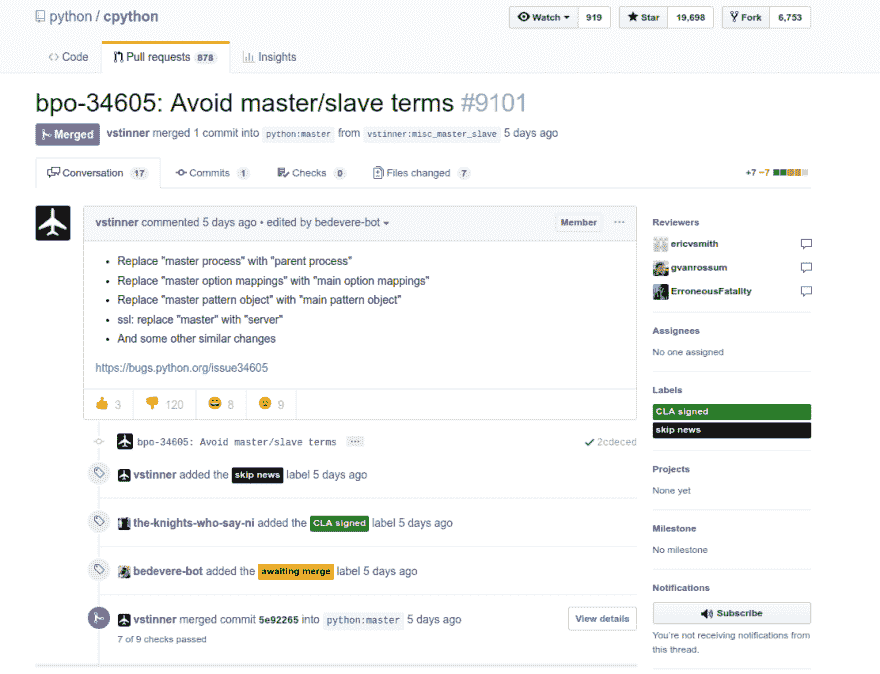 python / cpython
Watch 919 Star 19,698 Fork 6,753
Code Pull requests 878 Insights
bpo-34605: Avoid master/slave terms #9101
Merged vstinner merged 1 commit into python:master from vstinner:misc_master_slave 5 days ago
Conversation 17 Commits 1 Checks 0 Files changed 7 +7 −7
vstinner commented 5 days ago • edited by bedevere-bot Member ...
• Replace "master process" with "parent process"
• Replace "master option mappings" with "main option mappings"
• Replace "master pattern object" with "main pattern object"
• ssl: replace "master" with "server"
• And some other similar changes
https://bugs.python.org/issue34605
👍 3 👎 120 😄 8 😕 9
bpo-34605: Avoid master/slave terms ... 2cdeced
vstinner added the skip news label 5 days ago
the-knights-who-say-ni added the CLA signed label 5 days ago
bedevere-bot added the awaiting merge label 5 days ago
vstinner merged commit 5e92265 into python:master 5 days ago View details
7 of 9 checks passed
Reviewers
ericvsmith
gvanrossum
ErroneousFatality
Assignees
No one assigned
Labels
CLA signed
skip news
Projects
None yet
Milestone
No milestone
Notifications
Subscribe
You're not receiving notifications from
this thread.